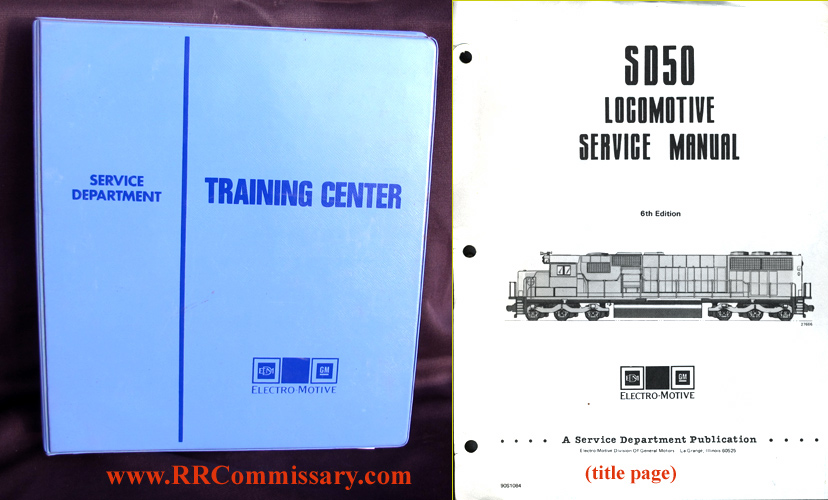 SERVICE
DEPARTMENT
TRAINING CENTER
EMD
GM
ELECTRO-MOTIVE
www.RRCommissary.com
SD50
LOCOMOTIVE
SERVICE MANUAL
6th Edition
EMD
GM
ELECTRO-MOTIVE
A Service Department Publication
Electro-Motive Division Of General Motors La Grange, Illinois 60525
(title page)
90S1084